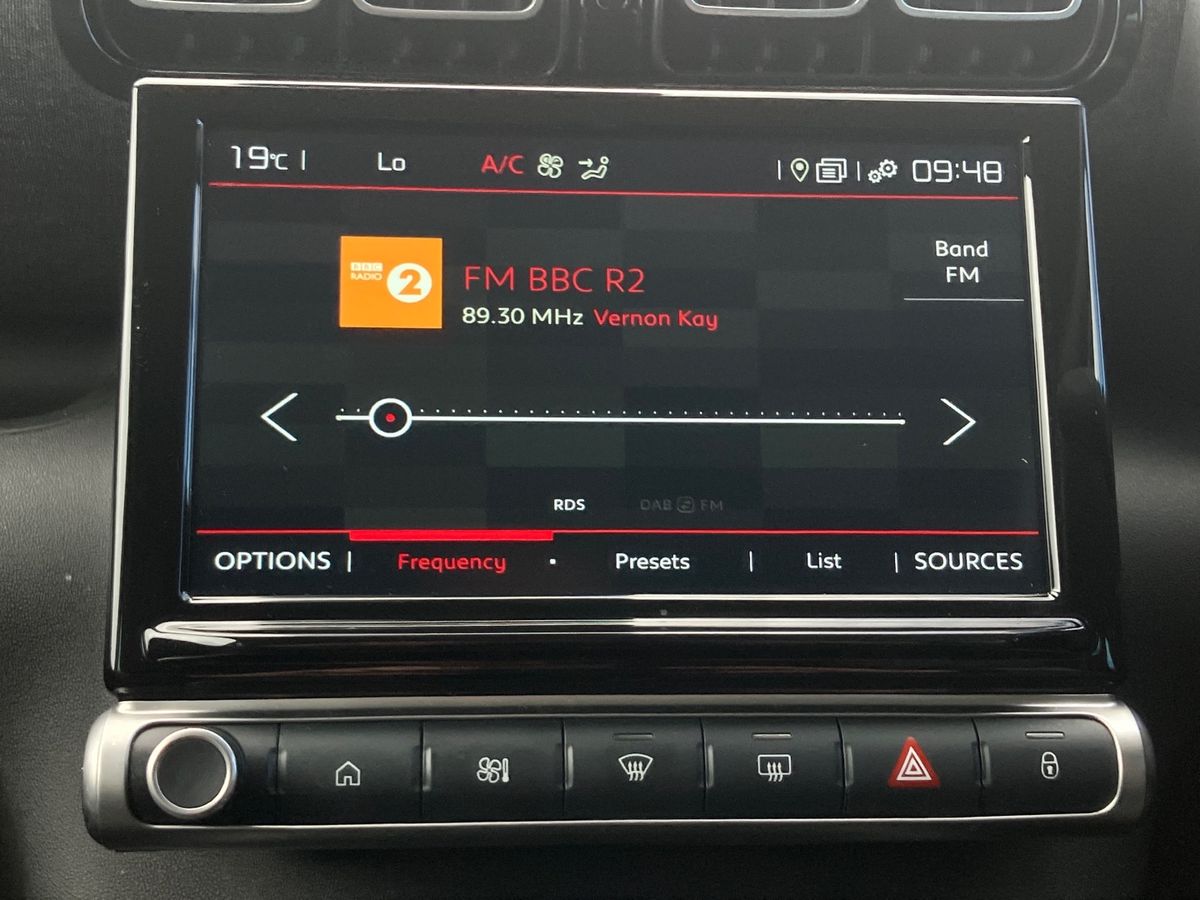 19°C Lo A/C 09:48
Band
FM
BBC
RADIO 2
FM BBC R2
89.30 MHz Vernon Kay
RDS DAB FM
OPTIONS Frequency Presets List SOURCES